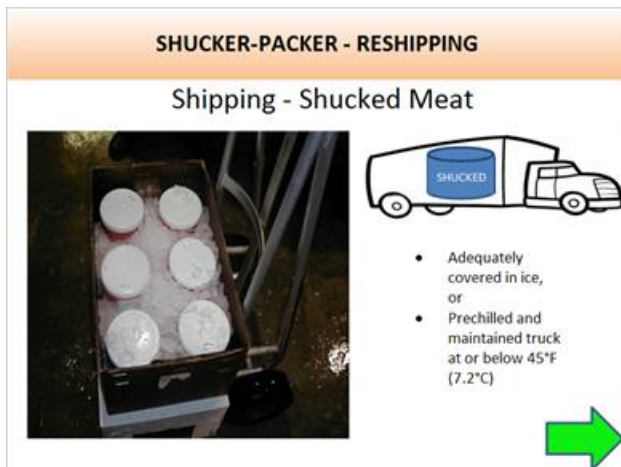 SHUCKER-PACKER - RESHIPPING
Shipping - Shucked Meat
SHUCKED
• Adequately
covered in ice,
or
• Prechilled and
maintained truck
at or below 45°F
(7.2°C)